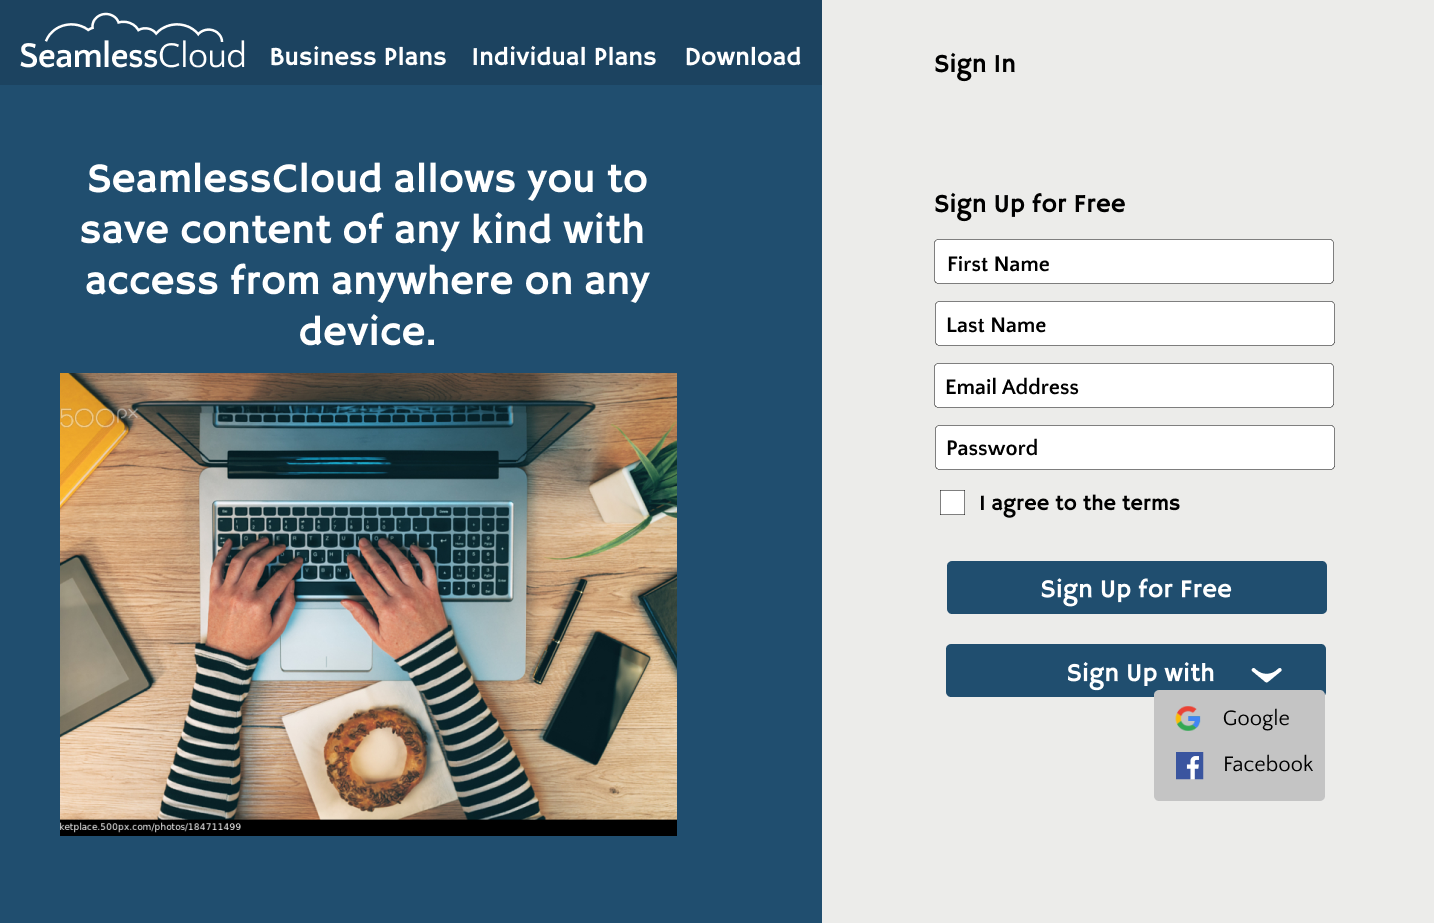 SeamlessCloud
Business Plans
Individual Plans
Download
SeamlessCloud allows you to
save content of any kind with
access from anywhere on any
device.
500px
ketplace.500px.com/photos/184711499
Sign In
Sign Up for Free
First Name
Last Name
Email Address
Password
I agree to the terms
Sign Up for Free
Sign Up with
Google
Facebook